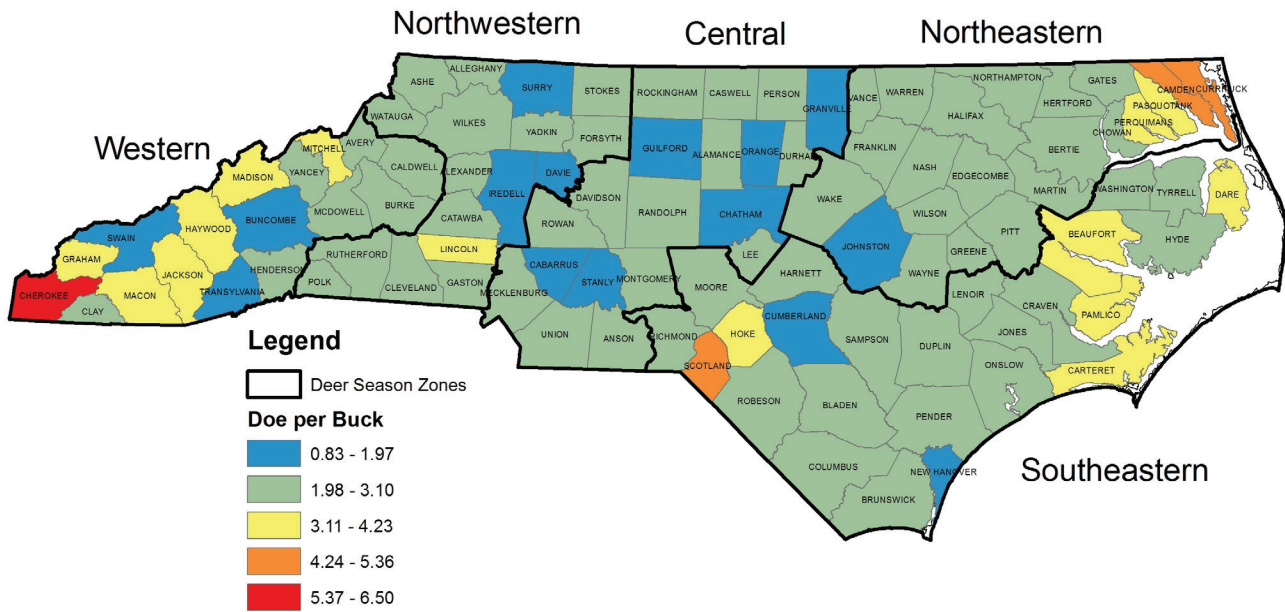 Northwestern
Central
Northeastern
Western
Southeastern
ASHE
ALLEGHANY
SURRY
STOKES
ROCKINGHAM
CASWELL
PERSON
GRANVILLE
VANCE
WARREN
NORTHAMPTON
GATES
CAMDEN
CURRITUCK
PASQUOTANK
PERQUIMANS
CHOWAN
HERTFORD
HALIFAX
BERTIE
WATAUGA
WILKES
YADKIN
FORSYTH
GUILFORD
ALAMANCE
ORANGE
DURHAM
FRANKLIN
NASH
EDGECOMBE
MARTIN
WASHINGTON
TYRRELL
DARE
MITCHELL
AVERY
MADISON
YANCEY
CALDWELL
ALEXANDER
IREDELL
DAVIE
DAVIDSON
RANDOLPH
CHATHAM
WAKE
WILSON
PITT
BEAUFORT
HYDE
BUNCOMBE
MCDOWELL
BURKE
CATAWBA
ROWAN
LEE
JOHNSTON
GREENE
WAYNE
SWAIN
HAYWOOD
GRAHAM
JACKSON
HENDERSON
RUTHERFORD
LINCOLN
CABARRUS
STANLY
MONTGOMERY
MOORE
HARNETT
LENOIR
CRAVEN
PAMLICO
CHEROKEE
MACON
TRANSYLVANIA
CLAY
POLK
CLEVELAND
GASTON
MECKLENBURG
UNION
ANSON
RICHMOND
SCOTLAND
HOKE
CUMBERLAND
SAMPSON
DUPLIN
JONES
ONSLOW
CARTERET
ROBESON
BLADEN
PENDER
NEW HANOVER
COLUMBUS
BRUNSWICK
Legend
Deer Season Zones
Doe per Buck
0.83 - 1.97
1.98 - 3.10
3.11 - 4.23
4.24 - 5.36
5.37 - 6.50